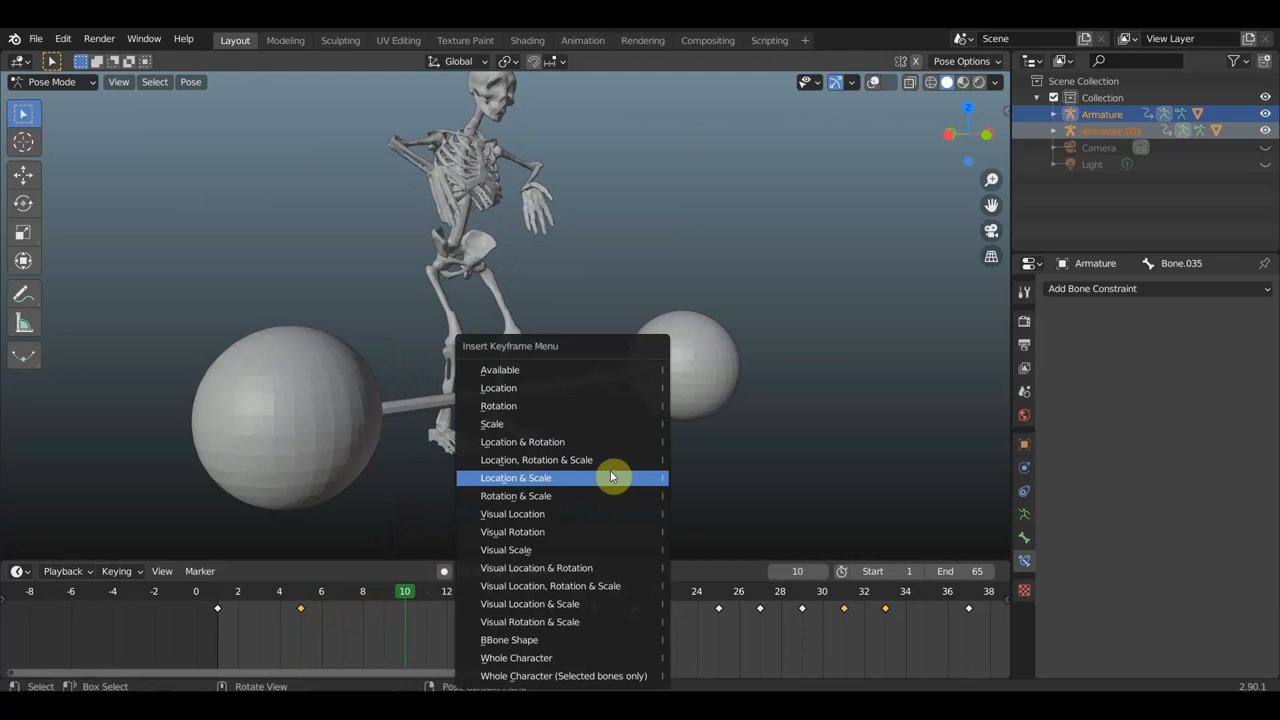 File Edit Render Window Help Layout Modeling Sculpting UV Editing Texture Paint Shading Animation Rendering Compositing Scripting + Scene View Layer
Global X Pose Options
Pose Mode View Select Pose
Scene Collection
Collection
Armature
Armature.001
Camera
Light
Z
Armature Bone.035
Add Bone Constraint
Insert Keyframe Menu
Available I
Location I
Rotation I
Scale I
Location & Rotation I
Location, Rotation & Scale I
Location & Scale I
Rotation & Scale I
Visual Location I
Visual Rotation I
Visual Scale I
Visual Location & Rotation I
Visual Location, Rotation & Scale I
Visual Location & Scale I
Visual Rotation & Scale I
BBone Shape I
Whole Character I
Whole Character (Selected bones only) I
Playback Keying View Marker 10 Start 1 End 65
-8 -6 -4 -2 0 2 4 6 8 10 12 24 26 28 30 32 34 36 38
Select Box Select Rotate View 2.90.1